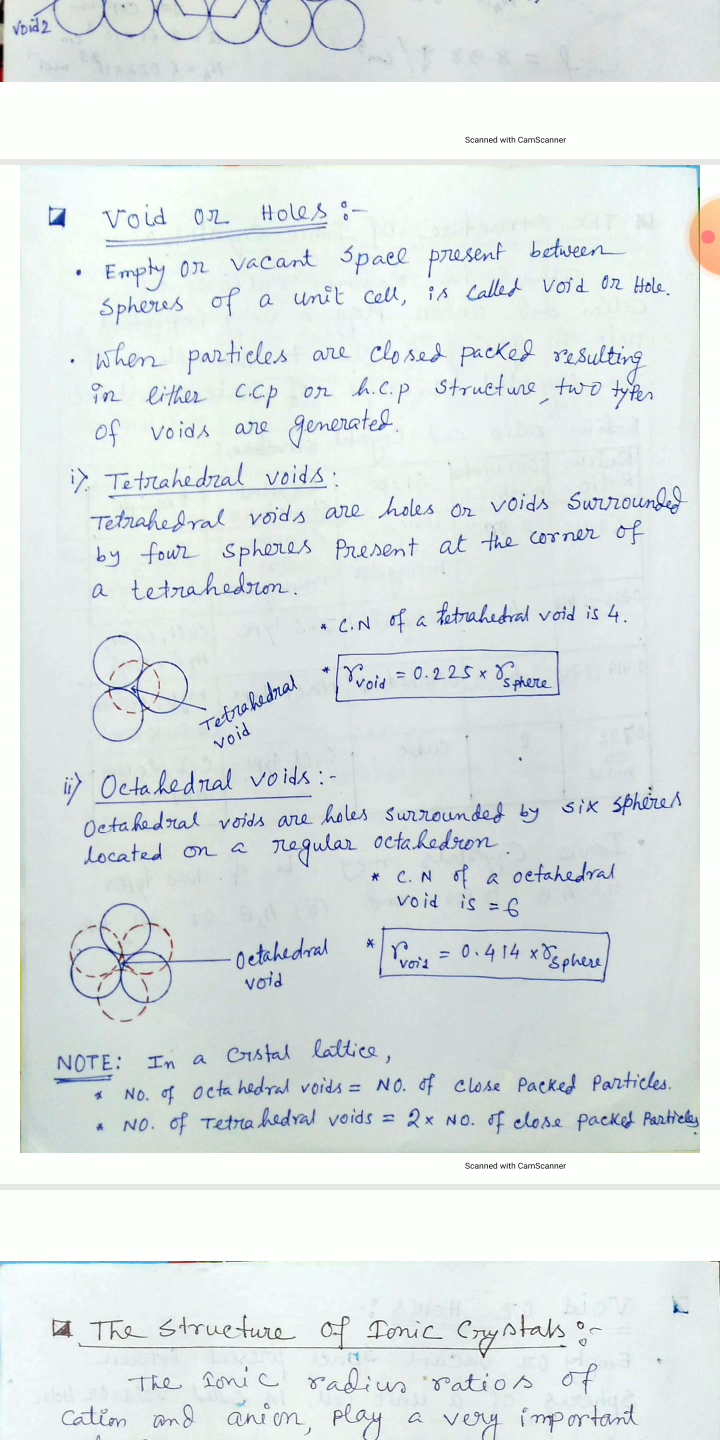 void 2
Scanned with CamScanner
Void or Holes :-
• Empty or vacant space present between
spheres of a unit cell, is called void or Hole.
• When particles are closed packed resulting
in either c.c.p or h.c.p structure, two types
of voids are generated.
i) Tetrahedral voids :
Tetrahedral voids are holes or voids surrounded
by four spheres Present at the corner of
a tetrahedron.
* C.N of a tetrahedral void is 4.
* r void = 0.225 × r sphere
Tetrahedral
void
ii) Octahedral voids :-
Octahedral voids are holes surrounded by six spheres
located on a regular octahedron.
* C.N of a octahedral
void is = 6
Octahedral
void
* r void = 0.414 × r sphere
NOTE: In a crstal lattice,
* NO. of Octahedral voids = NO. of close packed Particles.
* NO. of Tetrahedral voids = 2 × NO. of close packed Particles
Scanned with CamScanner
The structure Of Ionic Crystals :-
The Ionic radius ratios of
cation and anion, play a very important